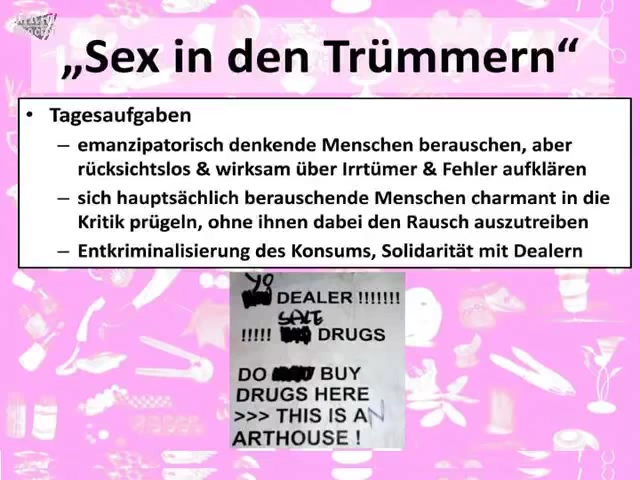 „Sex in den Trümmern“
• Tagesaufgaben
– emanzipatorisch denkende Menschen berauschen, aber
rücksichtslos & wirksam über Irrtümer & Fehler aufklären
– sich hauptsächlich berauschende Menschen charmant in die
Kritik prügeln, ohne ihnen dabei den Rausch auszutreiben
– Entkriminalisierung des Konsums, Solidarität mit Dealern
YO
DEALER !!!!!!!
SALE
!!!!! DRUGS
DO BUY
DRUGS HERE
>>> THIS IS AN
ARTHOUSE !